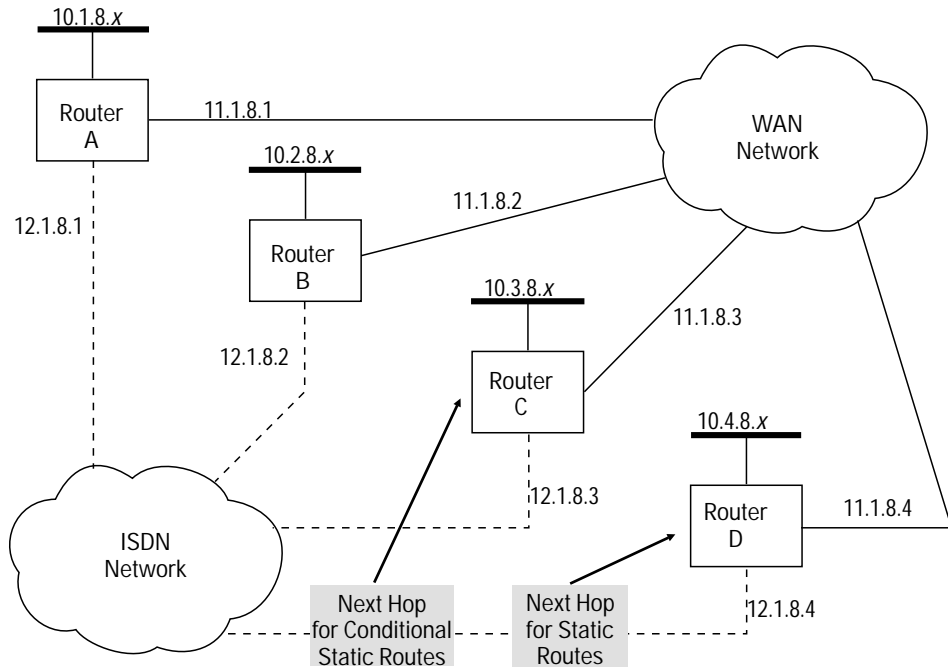 10.1.8.x
Router
A
11.1.8.1
WAN
Network
10.2.8.x
12.1.8.1
11.1.8.2
Router
B
10.3.8.x
11.1.8.3
12.1.8.2
Router
C
10.4.8.x
12.1.8.3
Router
D
11.1.8.4
ISDN
Network
Next Hop
for Conditional
Static Routes
Next Hop
for Static
Routes
12.1.8.4